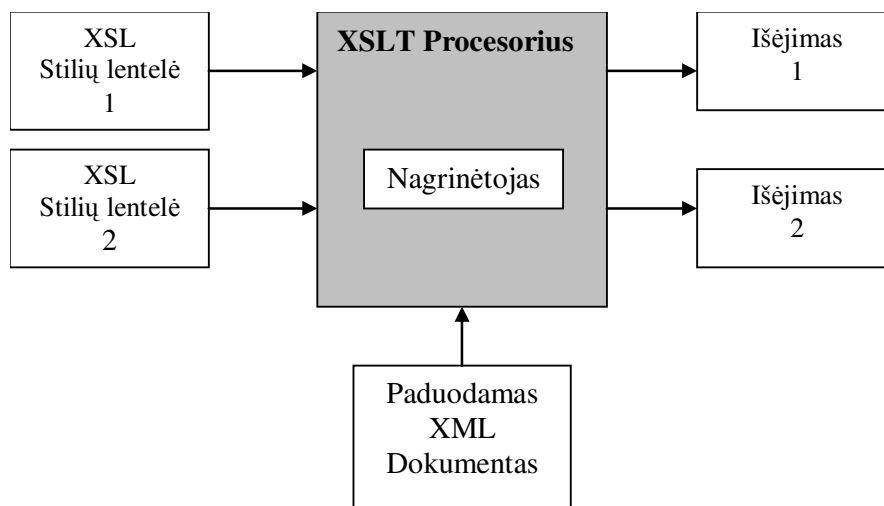 XSL
Stilių lentelė
1
XSLT Procesorius
Išėjimas
1
XSL
Stilių lentelė
2
Nagrinėtojas
Išėjimas
2
Paduodamas
XML
Dokumentas